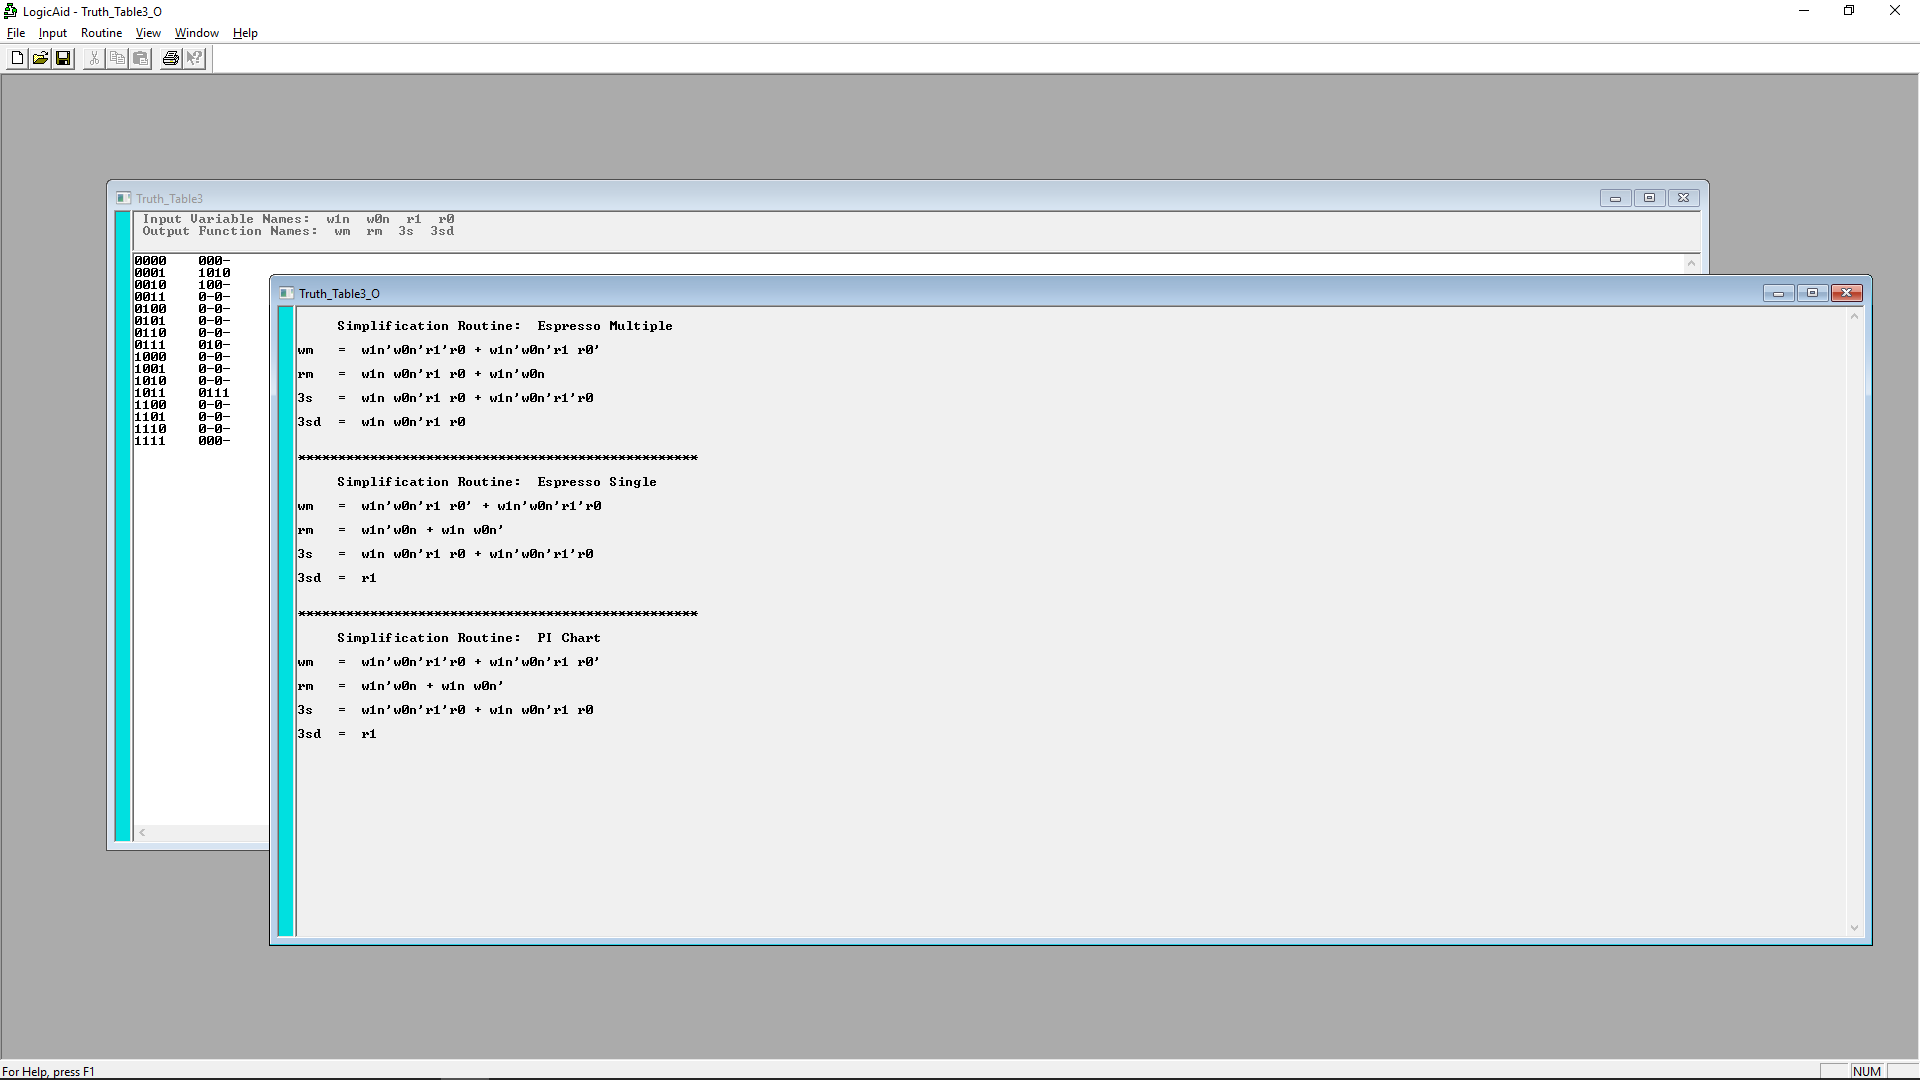 LogicAid - Truth_Table3_O
File Input Routine View Window Help
Truth_Table3
Input Variable Names: w1n w0n r1 r0
Output Function Names: wm rm 3s 3sd
0000 000-
0001 1010
0010 100-
0011 0-0-
0100 0-0-
0101 0-0-
0110 0-0-
0111 010-
1000 0-0-
1001 0-0-
1010 0-0-
1011 0111
1100 0-0-
1101 0-0-
1110 0-0-
1111 000-
Truth_Table3_O
Simplification Routine: Espresso Multiple
wm = w1n'w0n'r1'r0 + w1n'w0n'r1 r0'
rm = w1n w0n'r1 r0 + w1n'w0n
3s = w1n w0n'r1 r0 + w1n'w0n'r1'r0
3sd = w1n w0n'r1 r0
**************************************************
Simplification Routine: Espresso Single
wm = w1n'w0n'r1 r0' + w1n'w0n'r1'r0
rm = w1n'w0n + w1n w0n'
3s = w1n w0n'r1 r0 + w1n'w0n'r1'r0
3sd = r1
**************************************************
Simplification Routine: PI Chart
wm = w1n'w0n'r1'r0 + w1n'w0n'r1 r0'
rm = w1n'w0n + w1n w0n'
3s = w1n'w0n'r1'r0 + w1n w0n'r1 r0
3sd = r1
For Help, press F1
NUM